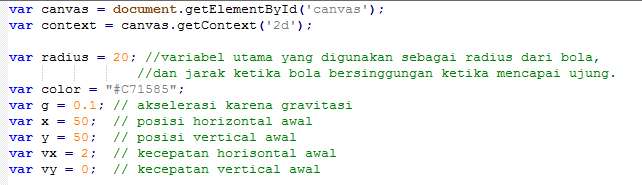 var canvas = document.getElementById('canvas');
var context = canvas.getContext('2d');
var radius = 20; //variabel utama yang digunakan sebagai radius dari bola,
//dan jarak ketika bola bersinggungan ketika mencapai ujung.
var color = "#C71585";
var g = 0.1; // akselerasi karena gravitasi
var x = 50;  // posisi horizontal awal
var y = 50;  // posisi vertical awal
var vx = 2;  // kecepatan horisontal awal
var vy = 0;  // kecepatan vertical awal